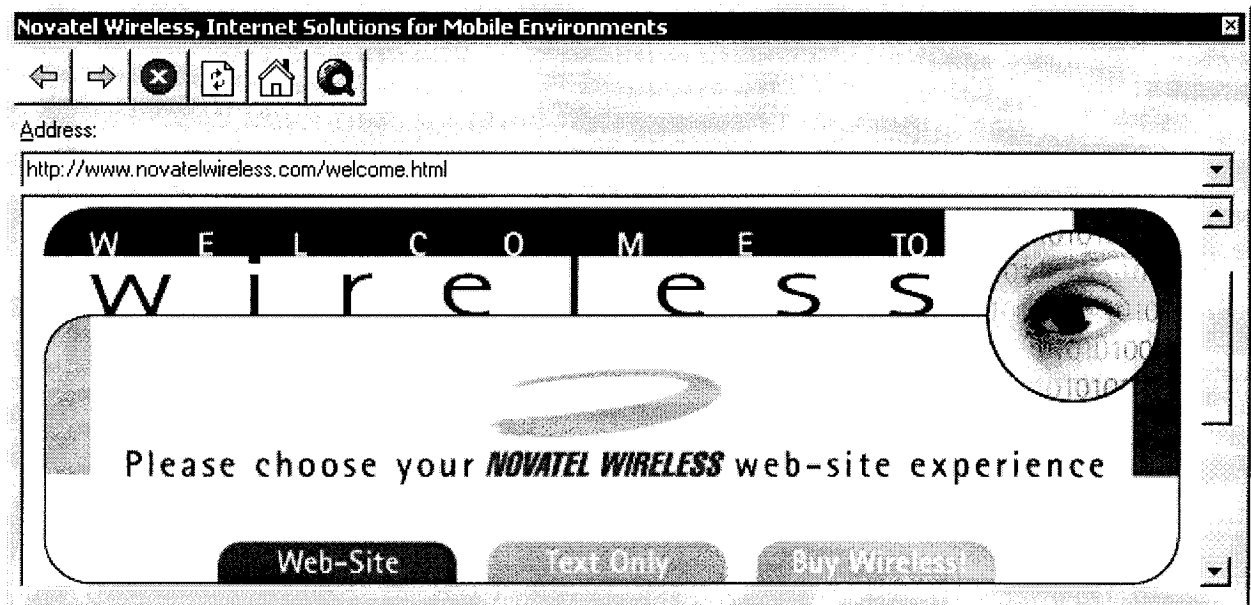 Novatel Wireless, Internet Solutions for Mobile Environments
Address:
http://www.novatelwireless.com/welcome.html
WELCOME TO
wireless
Please choose your NOVATEL WIRELESS web-site experience
Web-Site Text Only Buy Wireless!